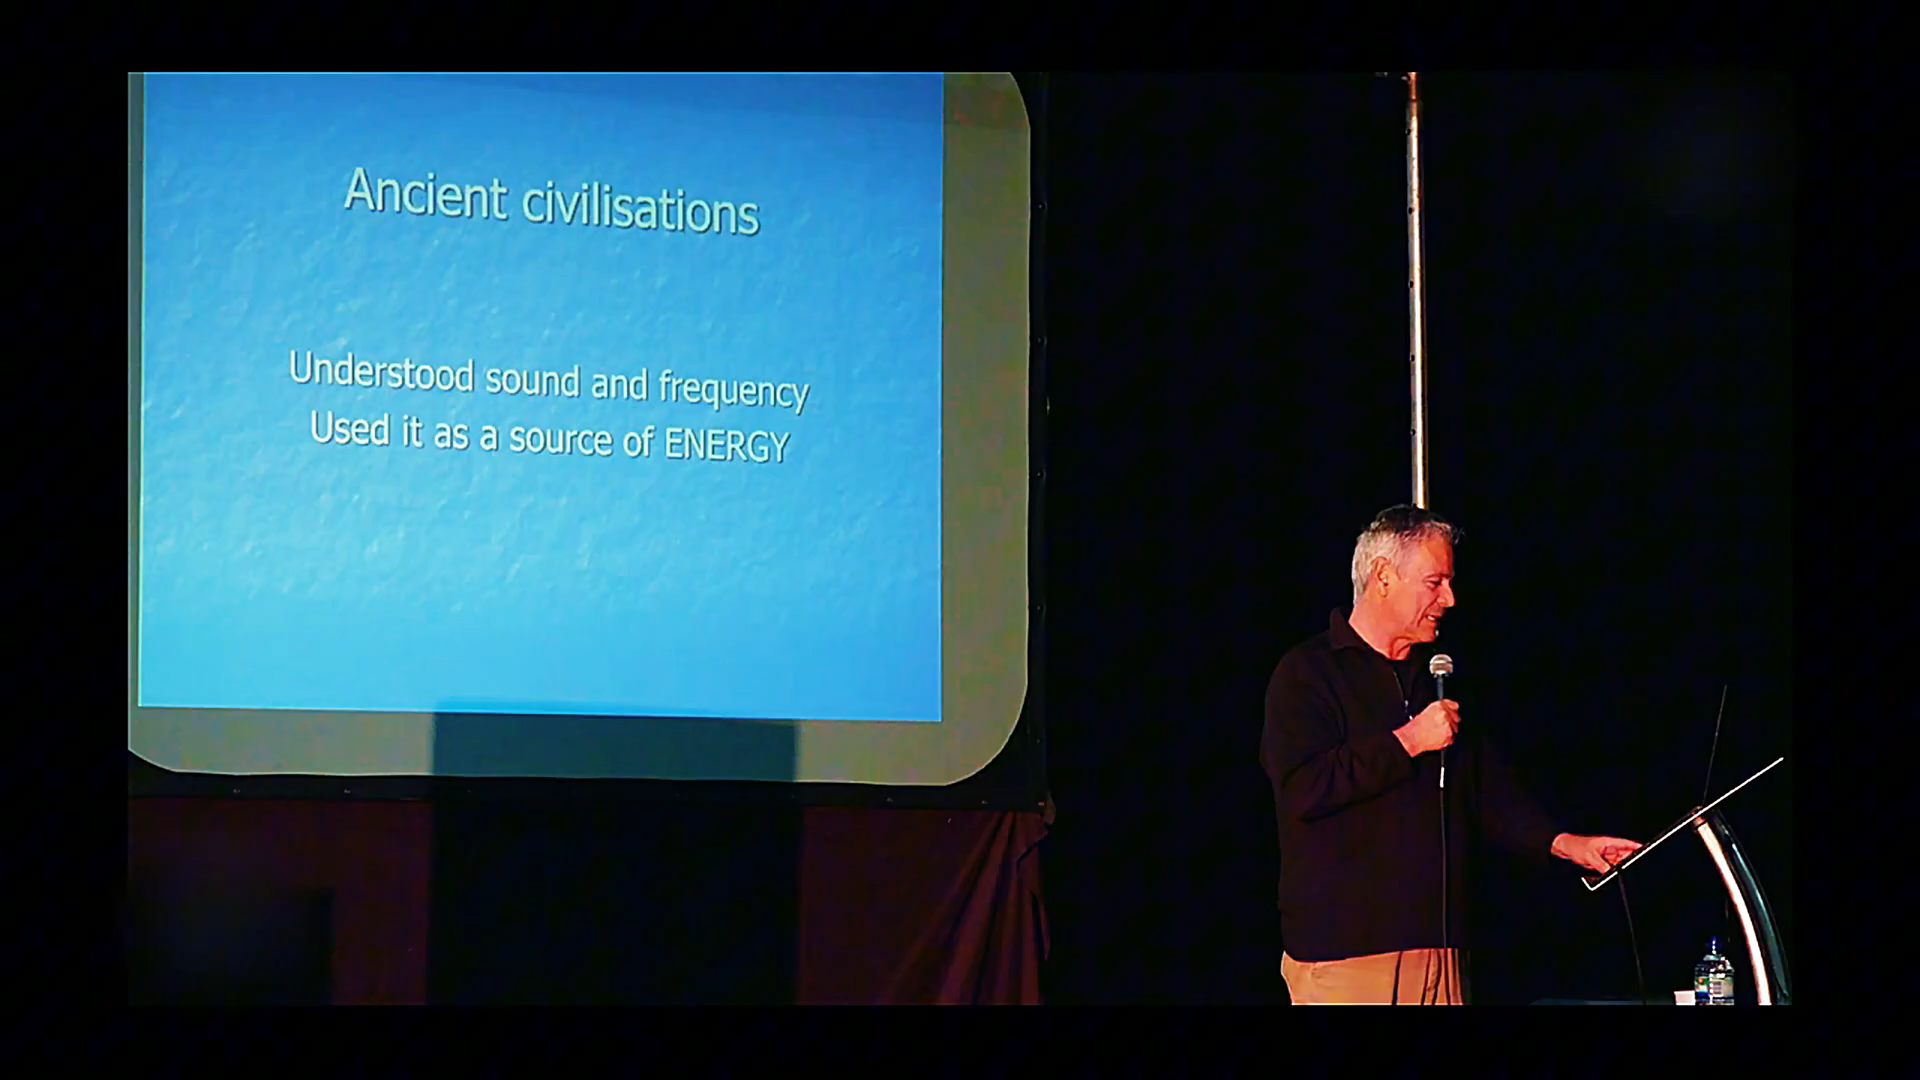 Ancient civilisations
Understood sound and frequency
Used it as a source of ENERGY